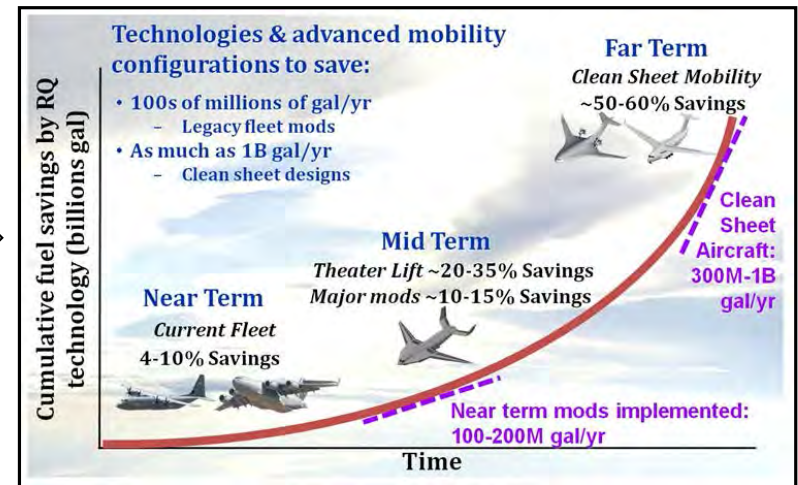 Technologies & advanced mobility
configurations to save:
• 100s of millions of gal/yr
– Legacy fleet mods
• As much as 1B gal/yr
– Clean sheet designs
Far Term
Clean Sheet Mobility
~50-60% Savings
Cumulative fuel savings by RQ
technology (billions gal)
Mid Term
Theater Lift ~20-35% Savings
Major mods ~10-15% Savings
Near Term
Current Fleet
4-10% Savings
Clean
Sheet
Aircraft:
300M-1B
gal/yr
Near term mods implemented:
100-200M gal/yr
Time